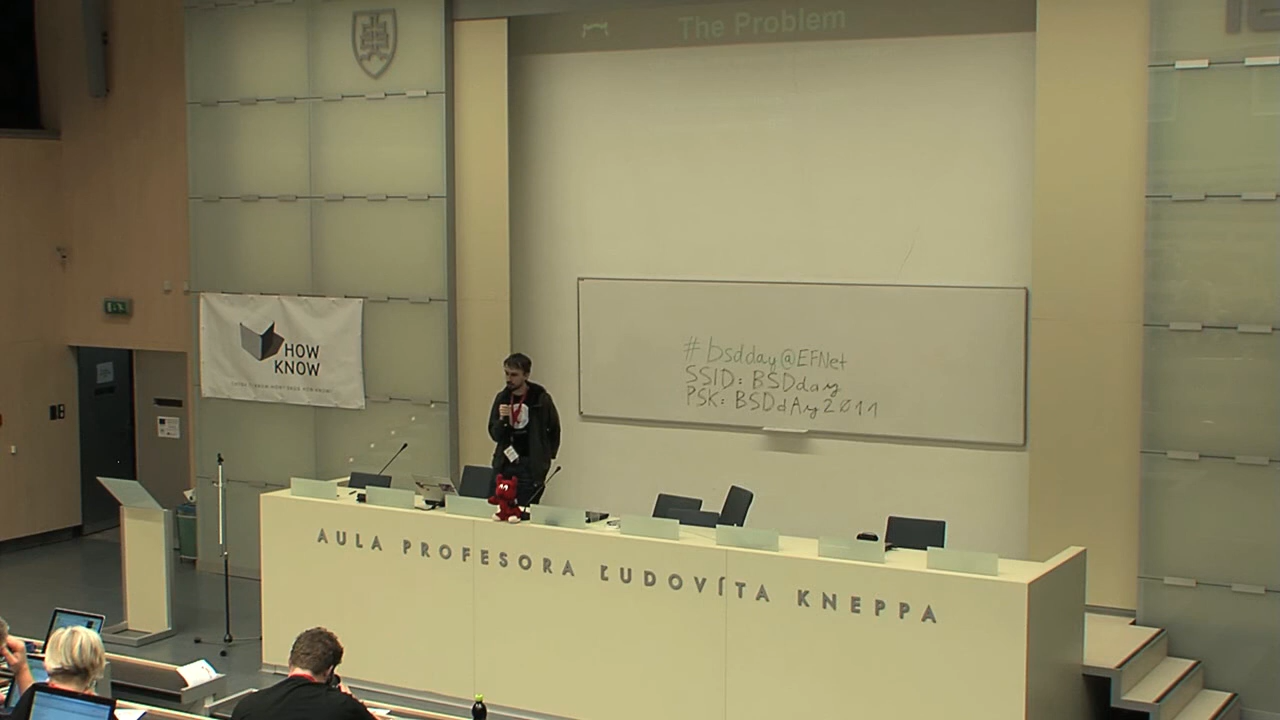 The Problem
HOW
KNOW
#bsdday@EFNet
SSID: BSDday
PSK: BSDdAy2011
AULA PROFESORA ĽUDOVÍTA KNEPPA